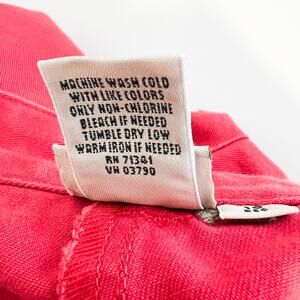 MACHINE WASH COLD
WITH LIKE COLORS
ONLY NON-CHLORINE
BLEACH IF NEEDED
TUMBLE DRY LOW
WARM IRON IF NEEDED
RN 71341
VN 03790